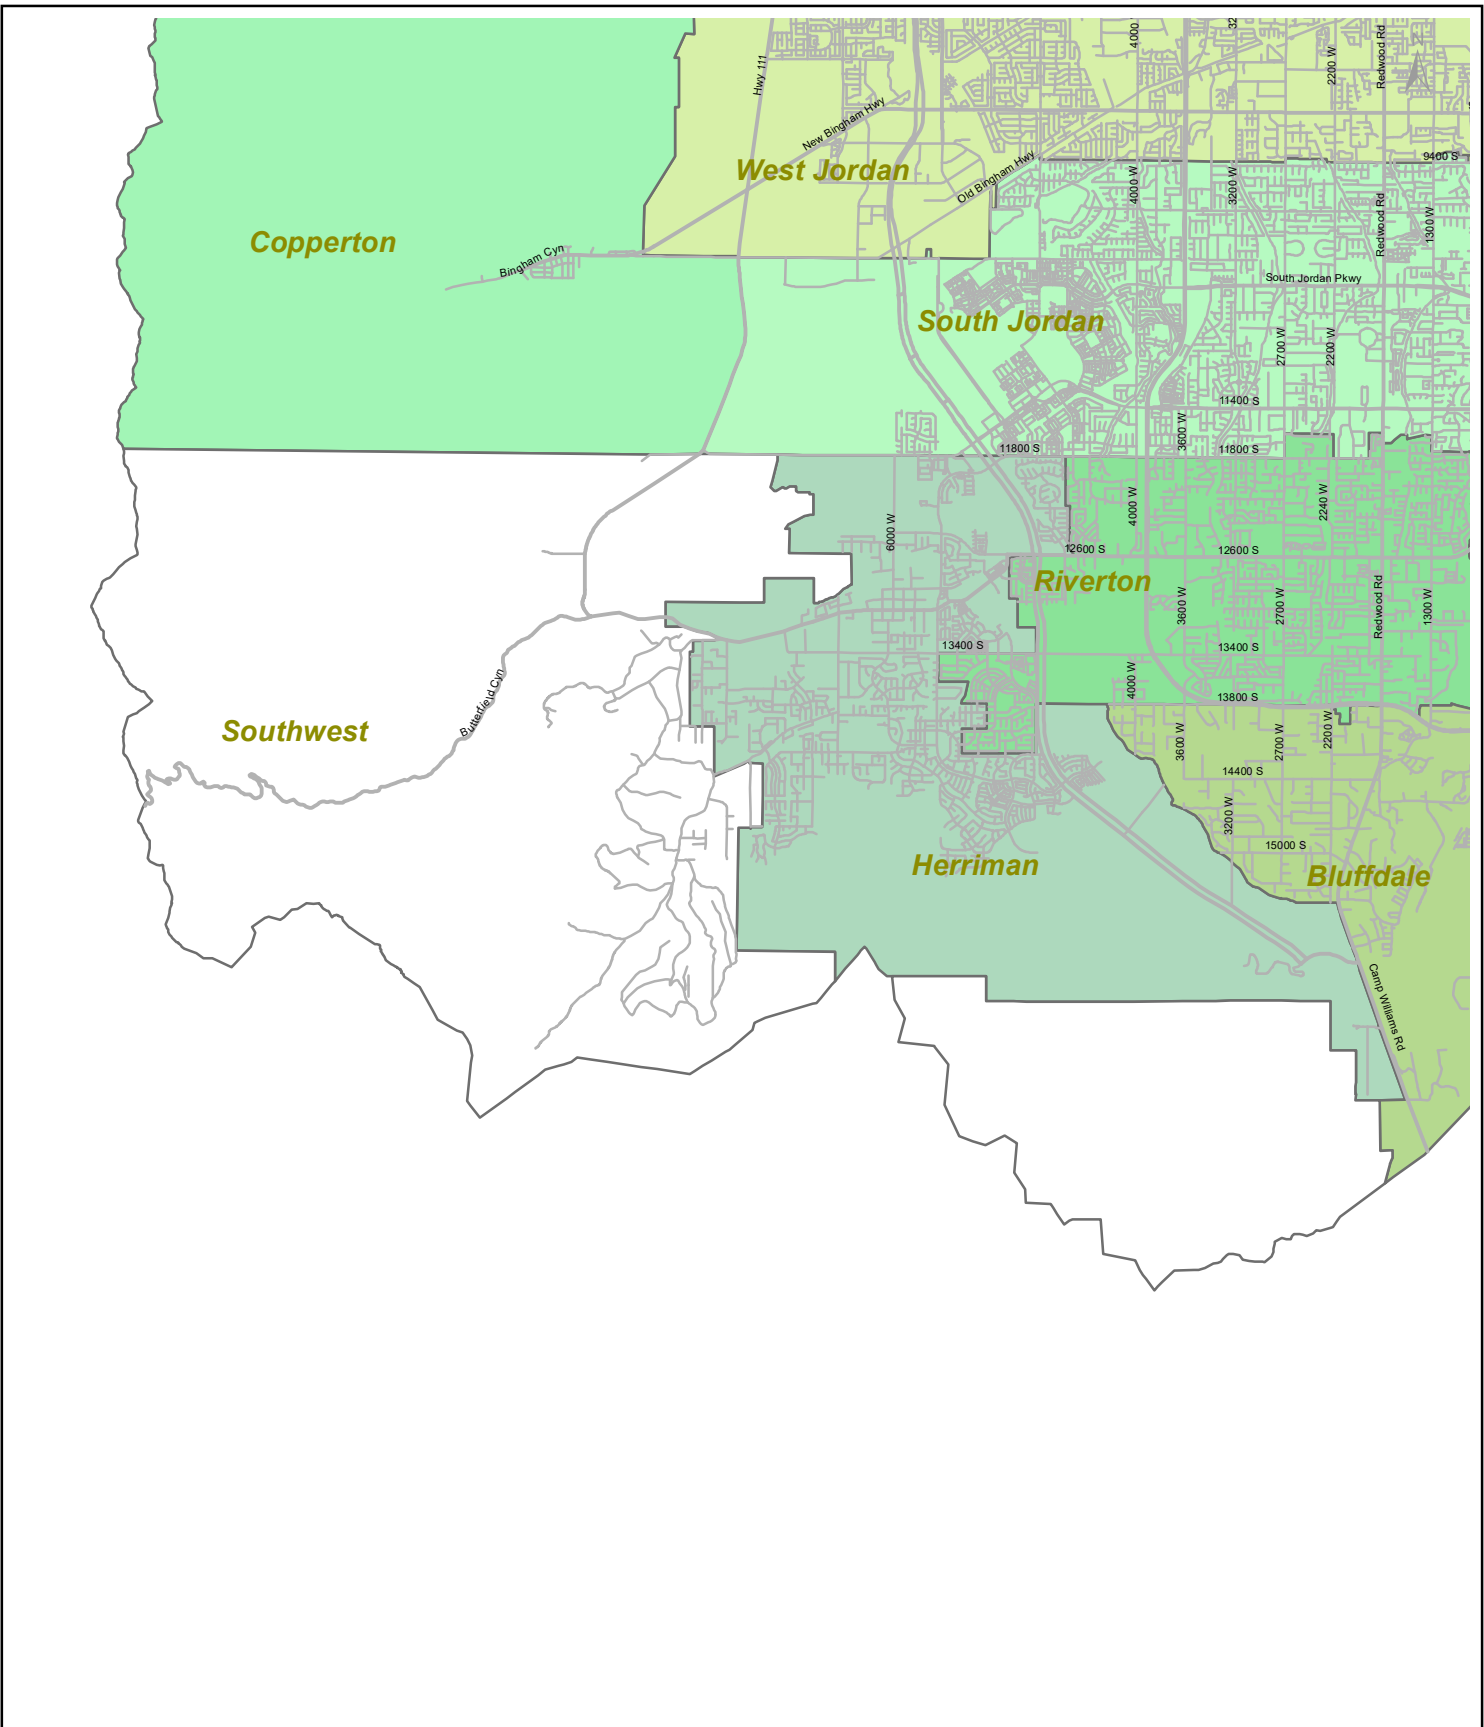 4000
32
2200
Redwood Rd
Hwy 111
New Bingham Hwy
West Jordan
Old Bingham Hwy
9400 S
4000 W
3200 W
Redwood Rd
1300 W
Copperton
Bingham Cyn
South Jordan Pkwy
South Jordan
2700 W
2200 W
11400 S
3600 W
11800 S
11800 S
6000 W
4000 W
2240 W
12600 S
12600 S
Riverton
3600 W
2700 W
Redwood Rd
1300 W
13400 S
13400 S
4000 W
13800 S
Butterfield Cyn
Southwest
3600 W
2700 W
2200 W
14400 S
3200 W
15000 S
Herriman
Bluffdale
Camp Williams Rd